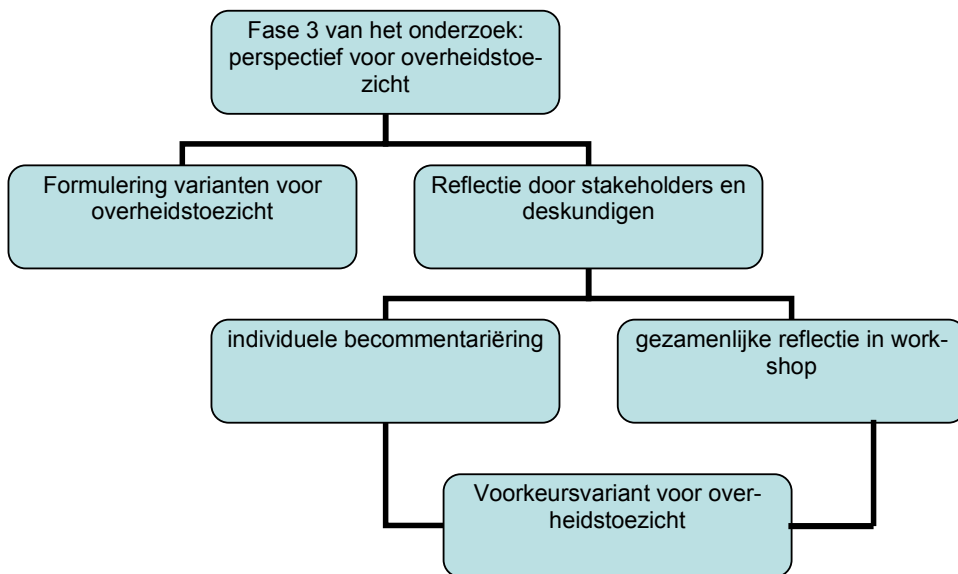 Fase 3 van het onderzoek:
perspectief voor overheidstoe-
zicht
Formulering varianten voor
overheidstoezicht
Reflectie door stakeholders en
deskundigen
individuele becommentariëring
gezamenlijke reflectie in work-
shop
Voorkeursvariant voor over-
heidstoezicht